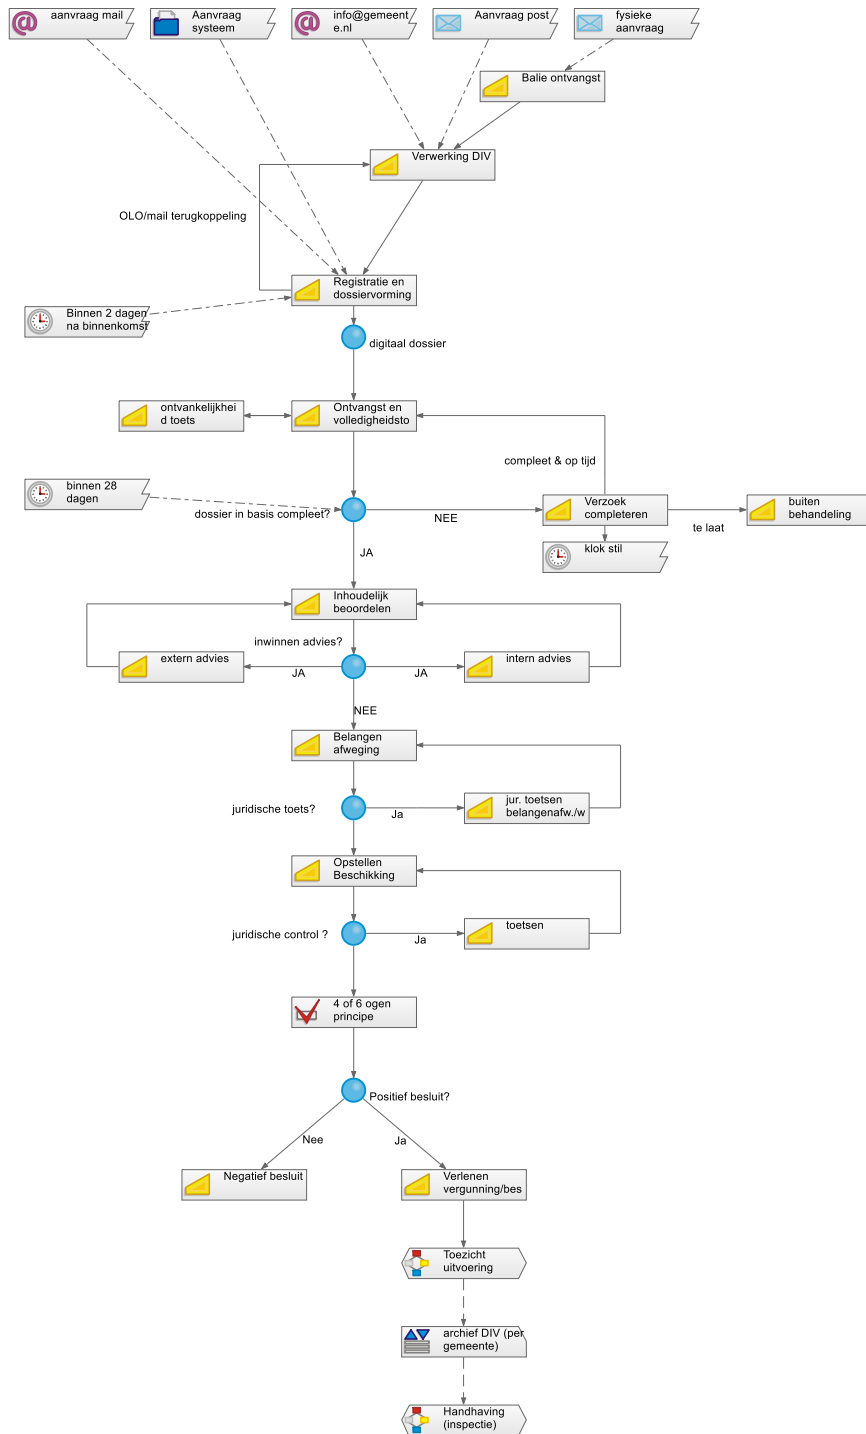 aanvraag mail
Aanvraag
systeem
info@gemeent
e.nl
Aanvraag post
fysieke
aanvraag
Balie ontvangst
Verwerking DIV
OLO/mail terugkoppeling
Registratie en
dossiervorming
Binnen 2 dagen
na binnenkomst
digitaal dossier
ontvankelijkhei
d toets
Ontvangst en
volledigheidsto
compleet & op tijd
binnen 28
dagen
dossier in basis compleet?
NEE
Verzoek
completeren
te laat
buiten
behandeling
klok stil
JA
Inhoudelijk
beoordelen
inwinnen advies?
extern advies
JA
JA
intern advies
NEE
Belangen
afweging
juridische toets?
Ja
jur. toetsen
belangenafw./w
Opstellen
Beschikking
juridische control ?
Ja
toetsen
4 of 6 ogen
principe
Positief besluit?
Nee
Ja
Negatief besluit
Verlenen
vergunning/bes
Toezicht
uitvoering
archief DIV (per
gemeente)
Handhaving
(inspectie)